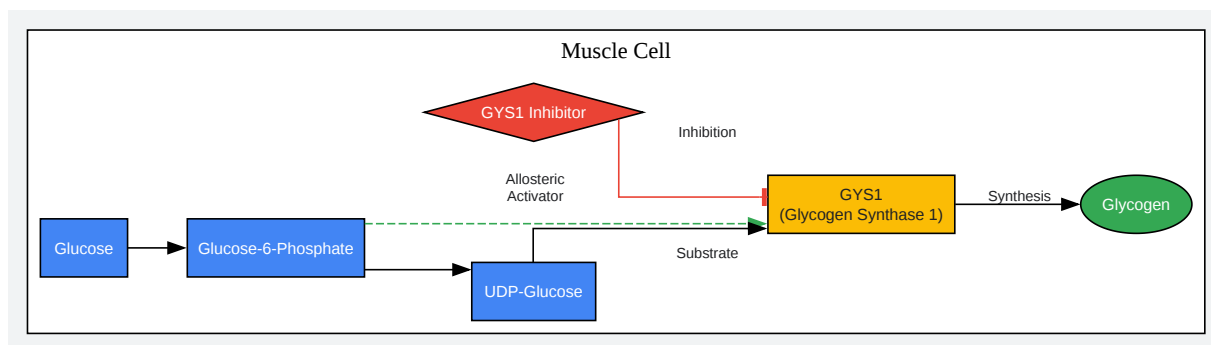 Muscle Cell
GYS1 Inhibitor
Inhibition
Allosteric
Activator
GYS1
(Glycogen Synthase 1)
Synthesis
Glycogen
Glucose
Glucose-6-Phosphate
Substrate
UDP-Glucose